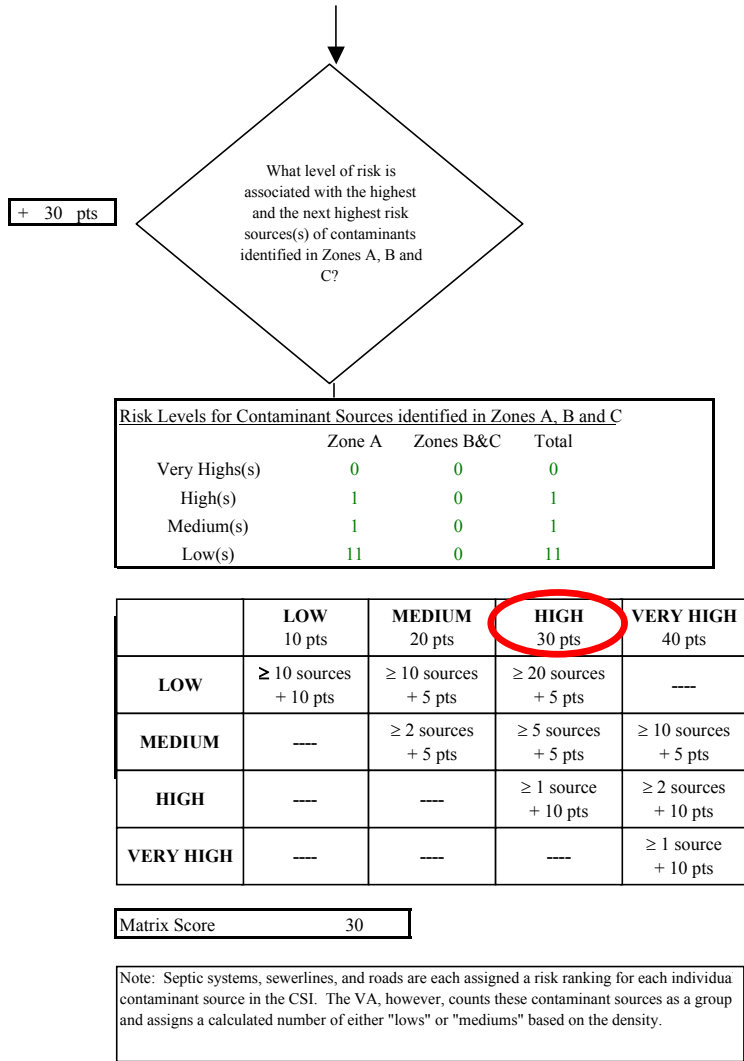 What level of risk is
associated with the highest
and the next highest risk
sources(s) of contaminants
identified in Zones A, B and
C?
+ 30 pts
Risk Levels for Contaminant Sources identified in Zones A, B and C
Zone A Zones B&C Total
Very Highs(s) 0 0 0
High(s) 1 0 1
Medium(s) 1 0 1
Low(s) 11 0 11
LOW MEDIUM HIGH VERY HIGH
10 pts 20 pts 30 pts 40 pts
LOW ≥ 10 sources ≥ 10 sources ≥ 20 sources ----
+ 10 pts + 5 pts + 5 pts
MEDIUM ---- ≥ 2 sources ≥ 5 sources ≥ 10 sources
+ 5 pts + 5 pts + 5 pts
HIGH ---- ---- ≥ 1 source ≥ 2 sources
+ 10 pts + 10 pts
VERY HIGH ---- ---- ---- ≥ 1 source
+ 10 pts
Matrix Score 30
Note: Septic systems, sewerlines, and roads are each assigned a risk ranking for each individua
contaminant source in the CSI. The VA, however, counts these contaminant sources as a group
and assigns a calculated number of either "lows" or "mediums" based on the density.